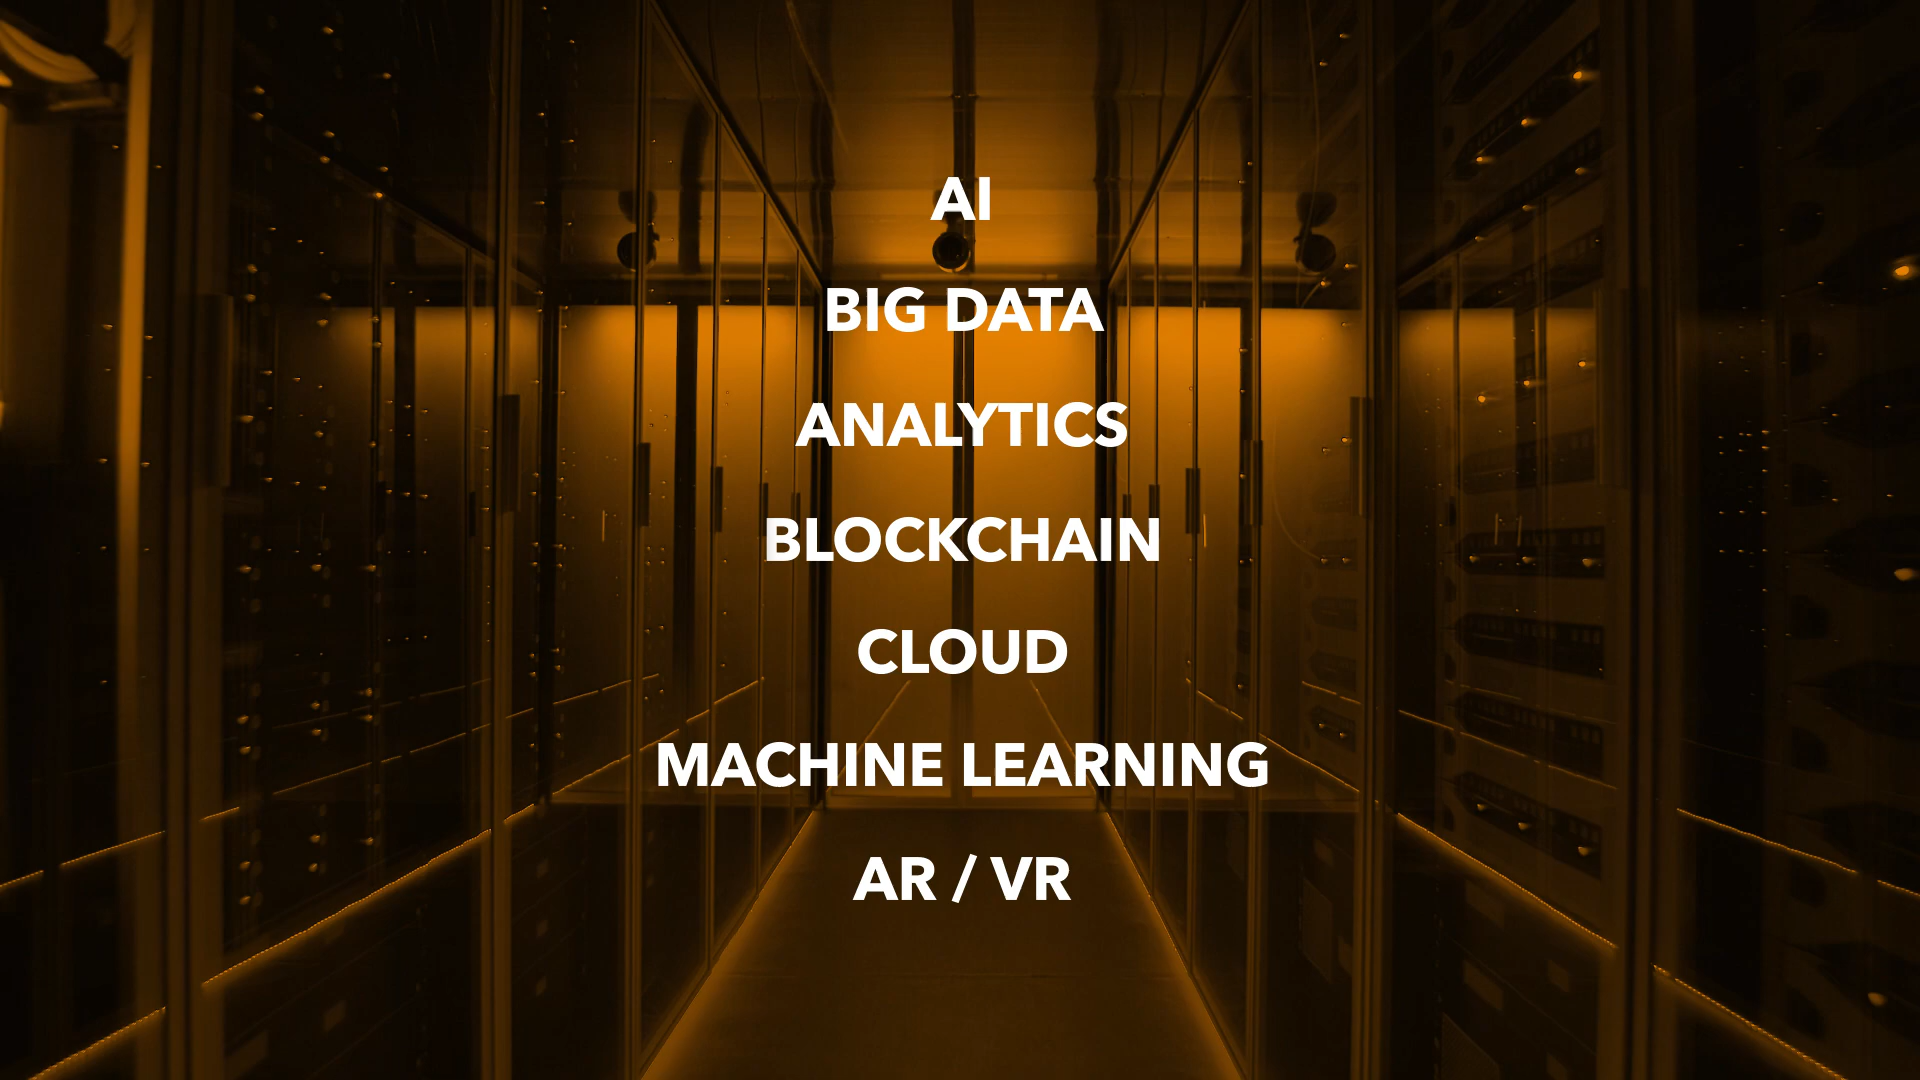 AI
BIG DATA
ANALYTICS
BLOCKCHAIN
CLOUD
MACHINE LEARNING
AR / VR